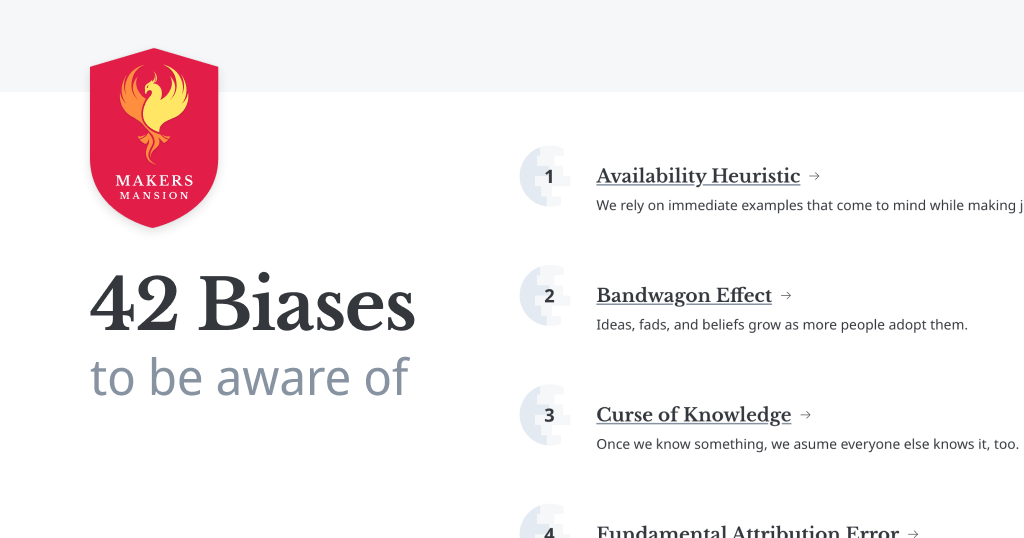 MAKERS
MANSION
42 Biases
to be aware of
1
Availability Heuristic →
We rely on immediate examples that come to mind while making
2
Bandwagon Effect →
Ideas, fads, and beliefs grow as more people adopt them.
3
Curse of Knowledge →
Once we know something, we asume everyone else knows it, too.
4
Fundamental Attribution Error →